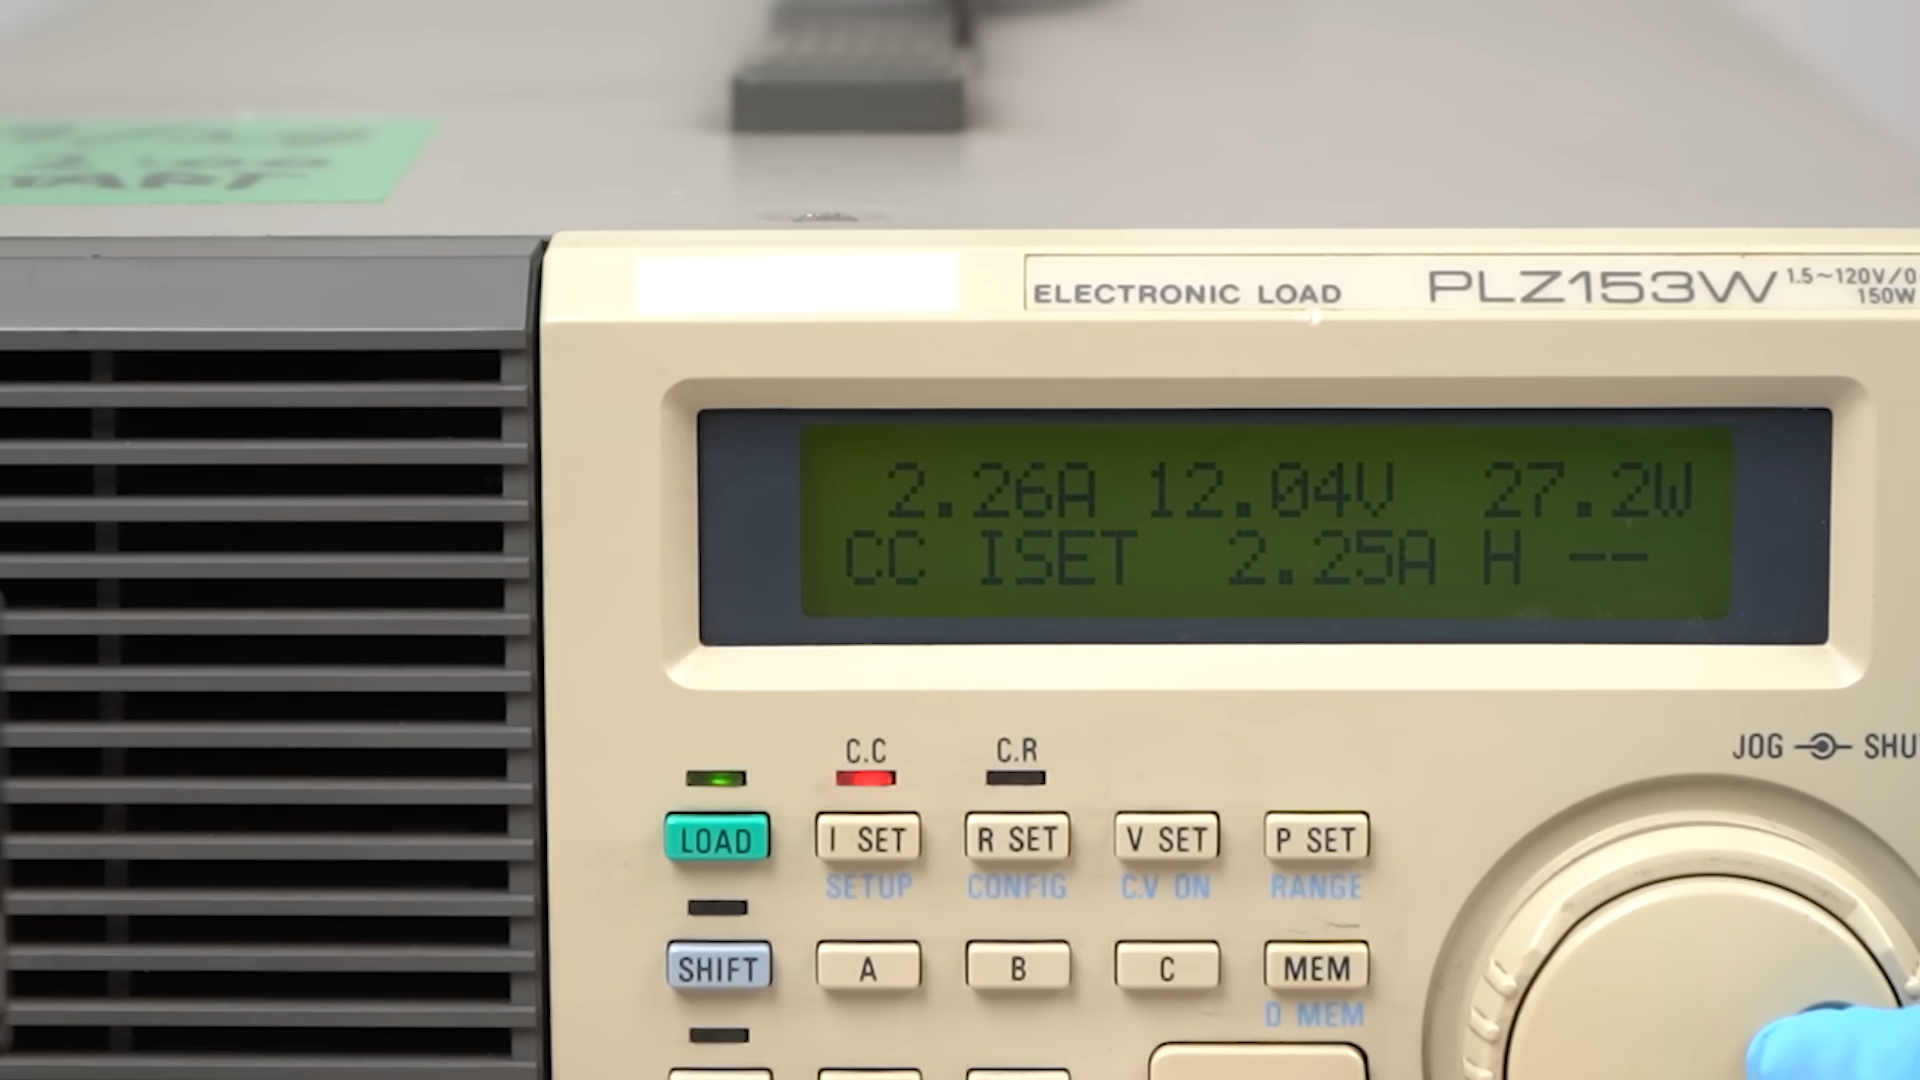 ELECTRONIC LOAD PLZ153W 1.5~120V/0
150W
2.26A 12.04V 27.2W
CC ISET 2.25A H --
C.C C.R
JOG SHU
LOAD I SET R SET V SET P SET
SETUP CONFIG C.V ON RANGE
SHIFT A B C MEM
D MEM